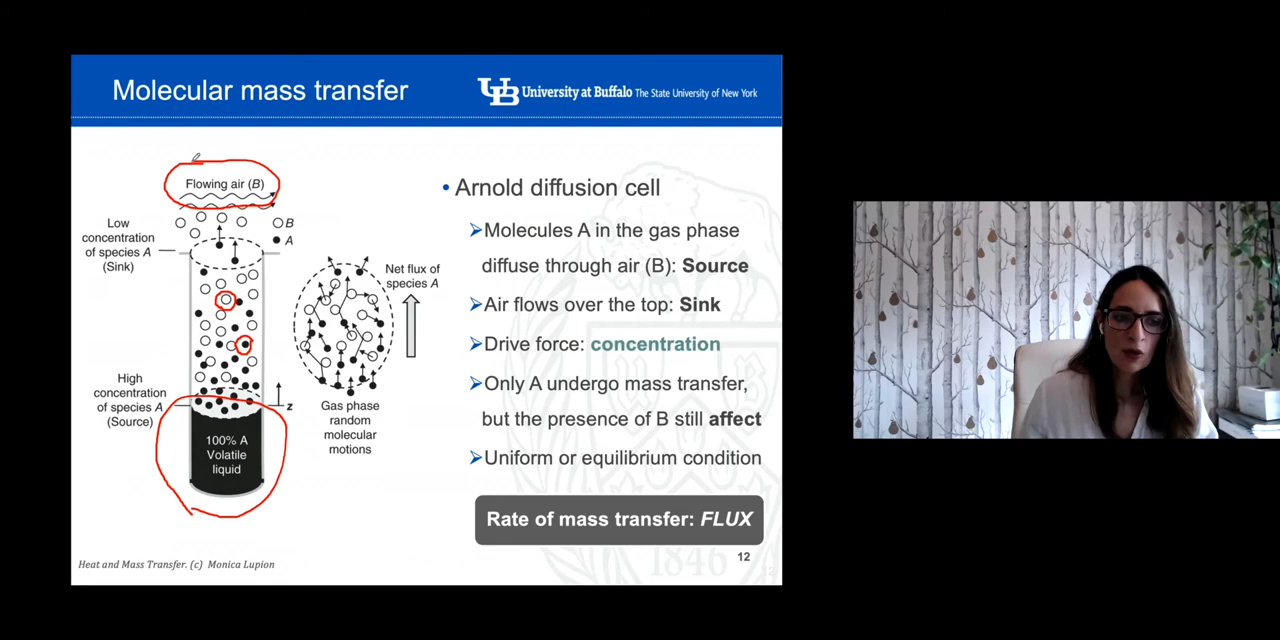 Molecular mass transfer
UB University at Buffalo The State University of New York
Flowing air (B)
Low
concentration
of species A
(Sink)
B
A
Net flux of
species A
High
concentration
of species A
(Source)
z
100% A
Volatile
liquid
Gas phase
random
molecular
motions
• Arnold diffusion cell
Molecules A in the gas phase
diffuse through air (B): Source
Air flows over the top: Sink
Drive force: concentration
Only A undergo mass transfer,
but the presence of B still affect
Uniform or equilibrium condition
Rate of mass transfer: FLUX
1846
12
Heat and Mass Transfer. (c) Monica Lupion